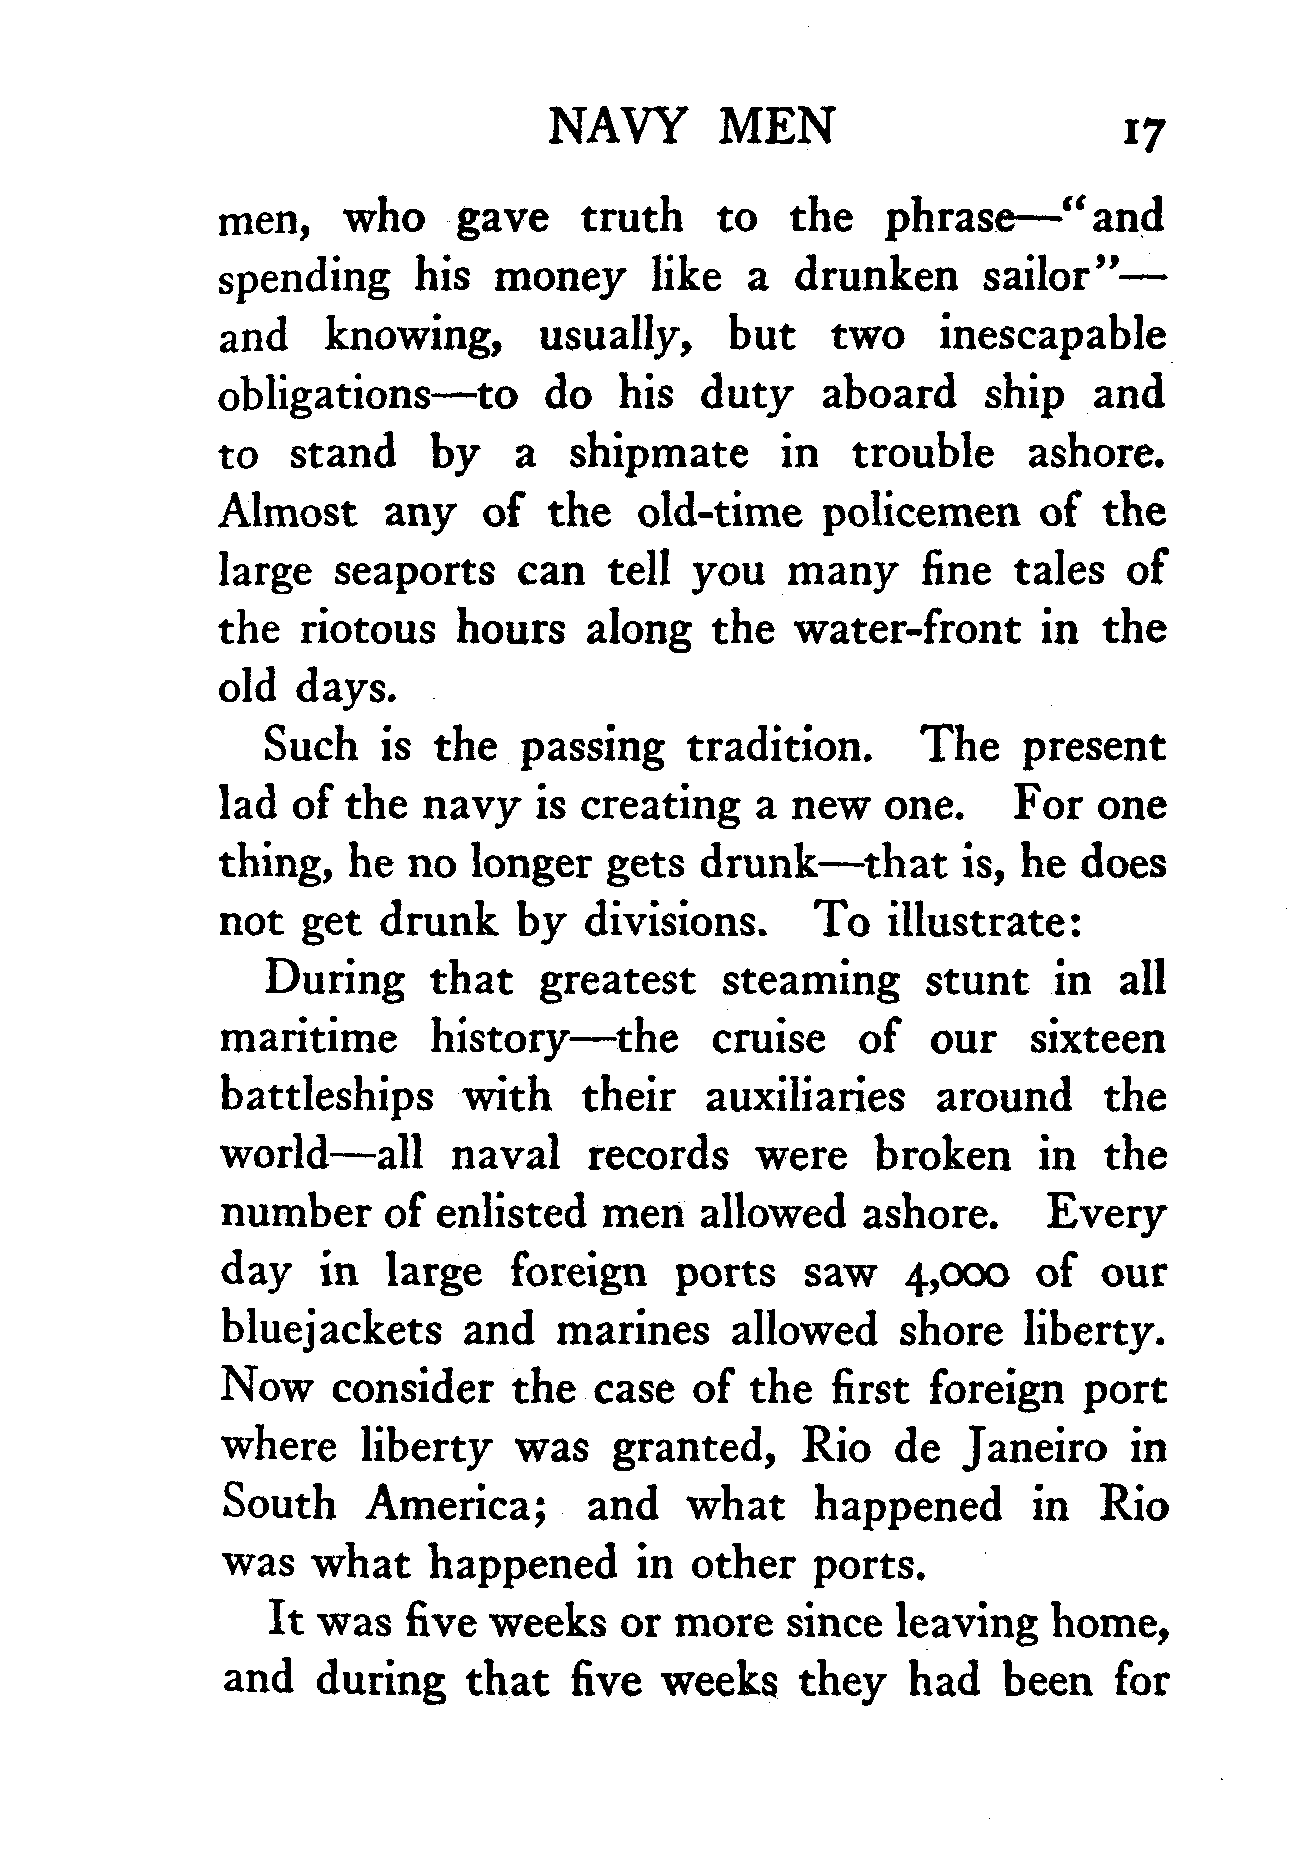 NAVY MEN 17
men, who gave truth to the phrase—“and
spending his money like a drunken sailor”—
and knowing, usually, but two inescapable
obligations—to do his duty aboard ship and
to stand by a shipmate in trouble ashore.
Almost any of the old-time policemen of the
large seaports can tell you many fine tales of
the riotous hours along the water-front in the
old days.
Such is the passing tradition. The present
lad of the navy is creating a new one. For one
thing, he no longer gets drunk—that is, he does
not get drunk by divisions. To illustrate:
During that greatest steaming stunt in all
maritime history—the cruise of our sixteen
battleships with their auxiliaries around the
world—all naval records were broken in the
number of enlisted men allowed ashore. Every
day in large foreign ports saw 4,000 of our
bluejackets and marines allowed shore liberty.
Now consider the case of the first foreign port
where liberty was granted, Rio de Janeiro in
South America; and what happened in Rio
was what happened in other ports.
It was five weeks or more since leaving home,
and during that five weeks they had been for